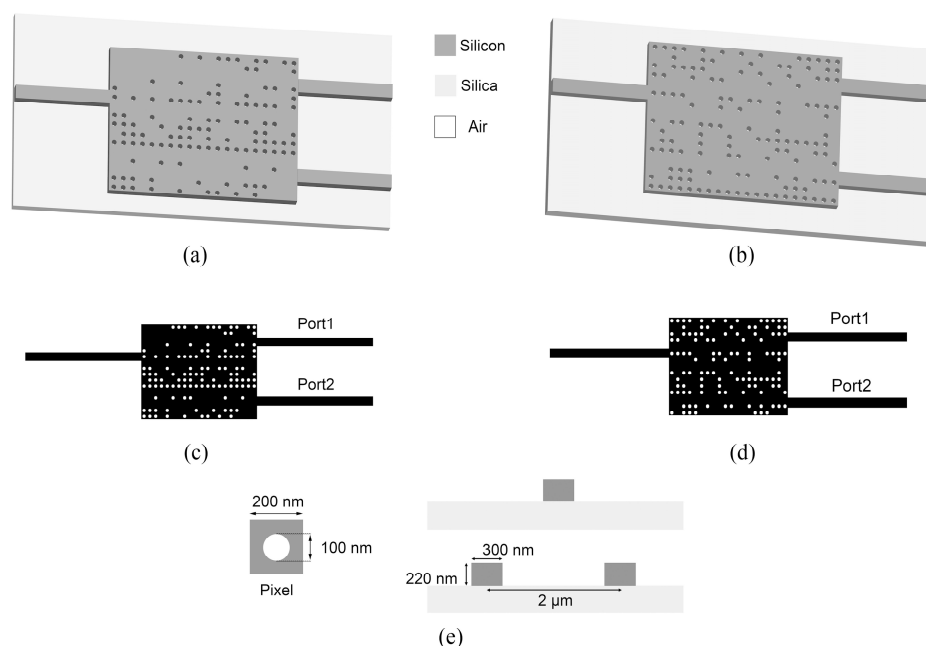 Silicon
Silica
Air
(a)
(b)
Port1
Port2
Port1
Port2
(c)
(d)
200 nm
100 nm
Pixel
300 nm
220 nm
2 μm
(e)